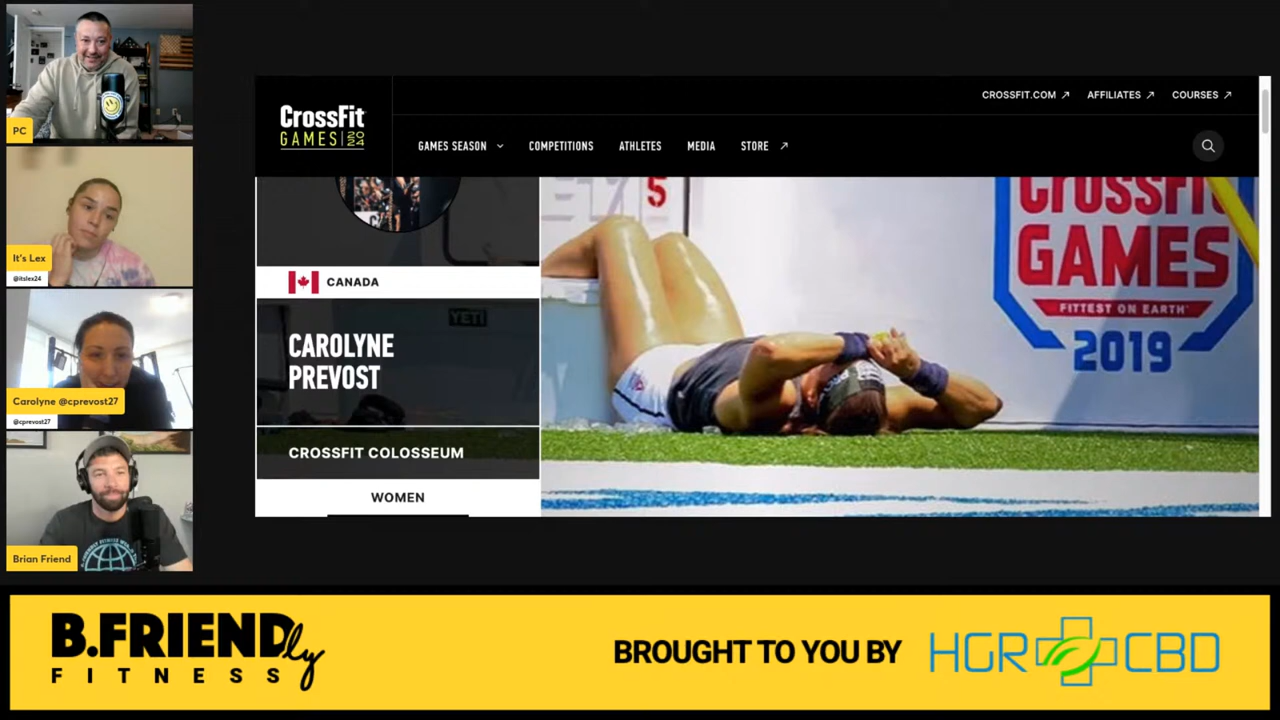 PC
It's Lex
@itslex24
Carolyne @cprevost27
@cprevost27
Brian Friend
CrossFit
GAMES 2024
CROSSFIT.COM
AFFILIATES
COURSES
GAMES SEASON
COMPETITIONS
ATHLETES
MEDIA
STORE
CANADA
YETI
CAROLYNE
PREVOST
CROSSFIT COLOSSEUM
WOMEN
5
CROSSFIT
GAMES
FITTEST ON EARTH
2019
B.FRIENDly
FITNESS
BROUGHT TO YOU BY
HGR CBD